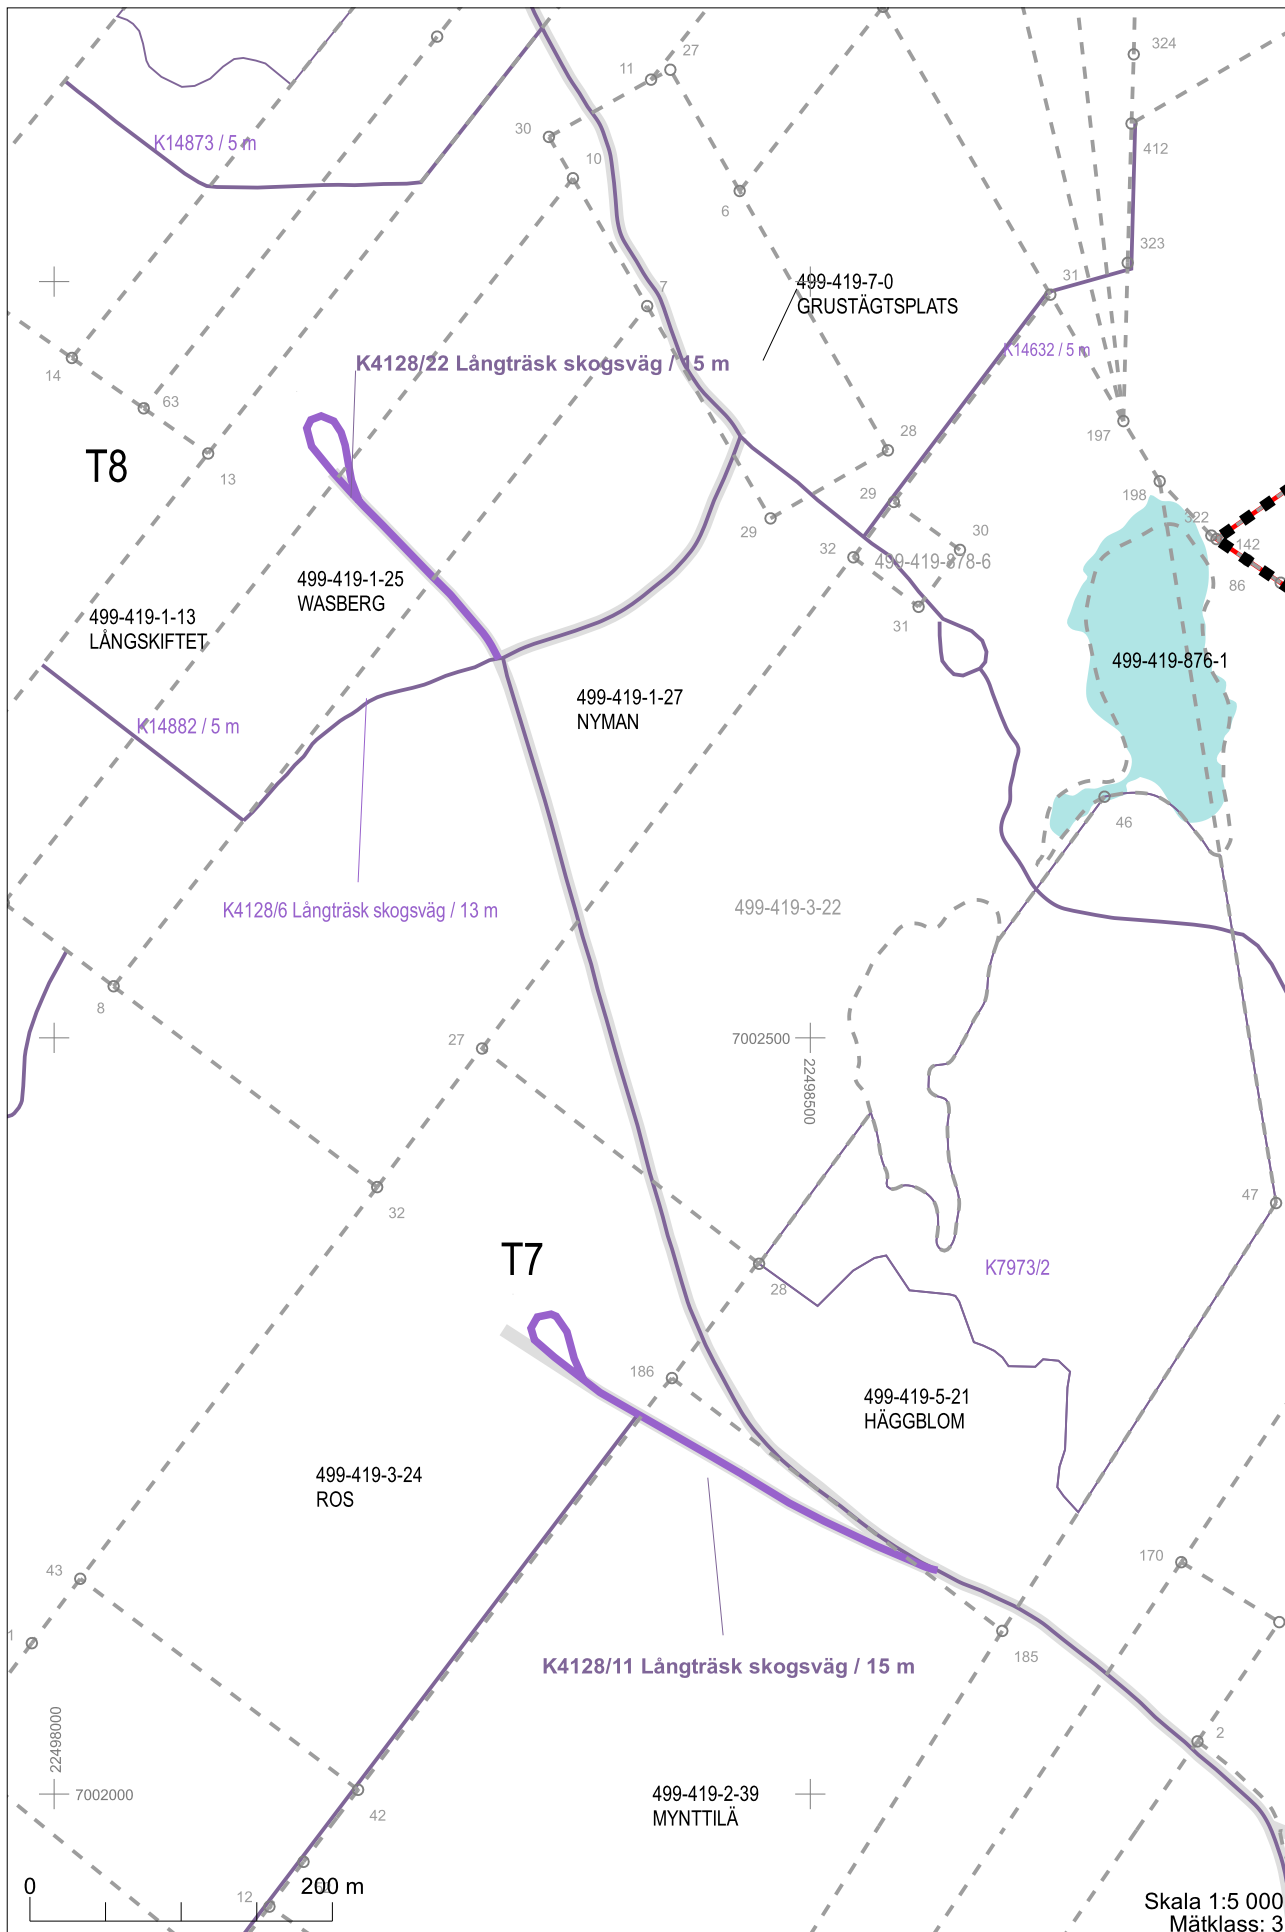 324
27
11
412
K14873 / 5 m
30
10
6
323
31
499-419-7-0
GRUSTÄGTSPLATS
7
K14632 / 5 m
K4128/22 Långträsk skogsväg / 15 m
14
63
197
28
T8
13
198
29
322
29
30
142
32
499-419-878-6
86
499-419-1-25
WASBERG
499-419-1-13
LÅNGSKIFTET
31
499-419-876-1
499-419-1-27
NYMAN
K14882 / 5 m
46
K4128/6 Långträsk skogsväg / 13 m
499-419-3-22
8
27
7002500
22498500
47
32
T7
K7973/2
28
186
499-419-5-21
HÄGGBLOM
499-419-3-24
ROS
170
43
1
185
K4128/11 Långträsk skogsväg / 15 m
2
22498000
7002000
499-419-2-39
MYNTTILÄ
42
0
200 m
12
Skala 1:5 000
Mätklass: 3